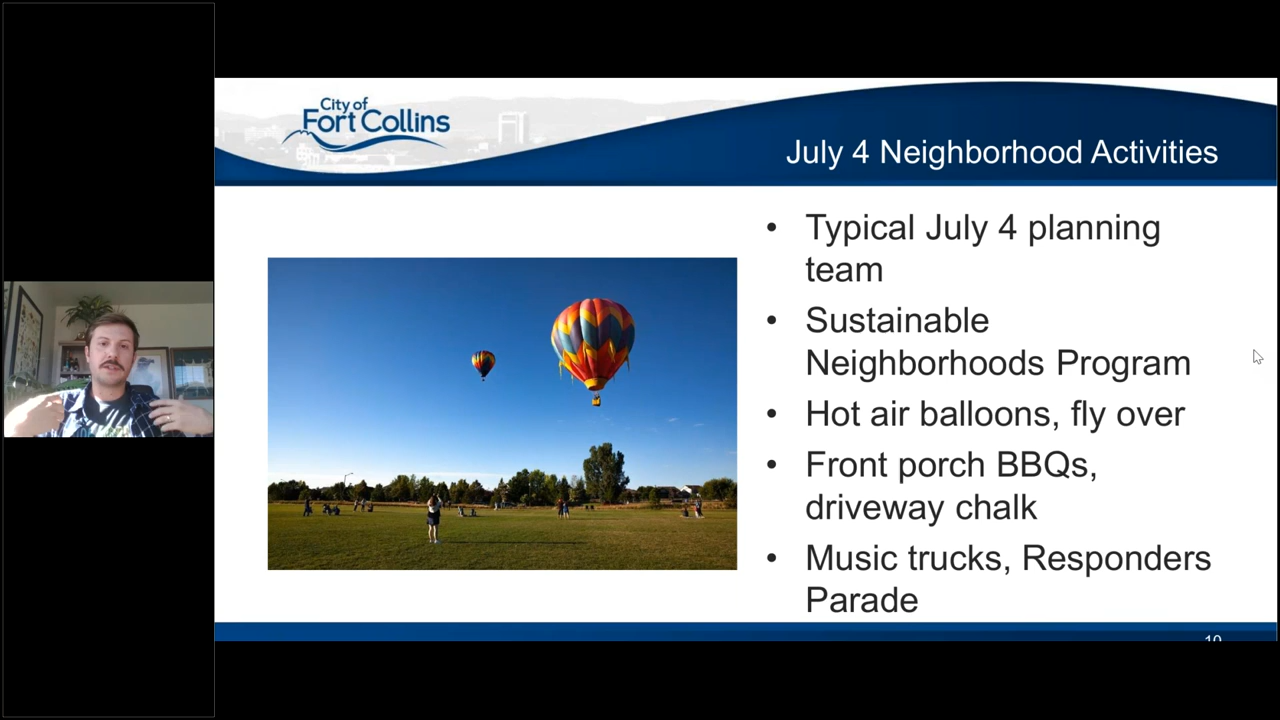 City of
Fort Collins
July 4 Neighborhood Activities
• Typical July 4 planning
team
• Sustainable
Neighborhoods Program
• Hot air balloons, fly over
• Front porch BBQs,
driveway chalk
• Music trucks, Responders
Parade
10